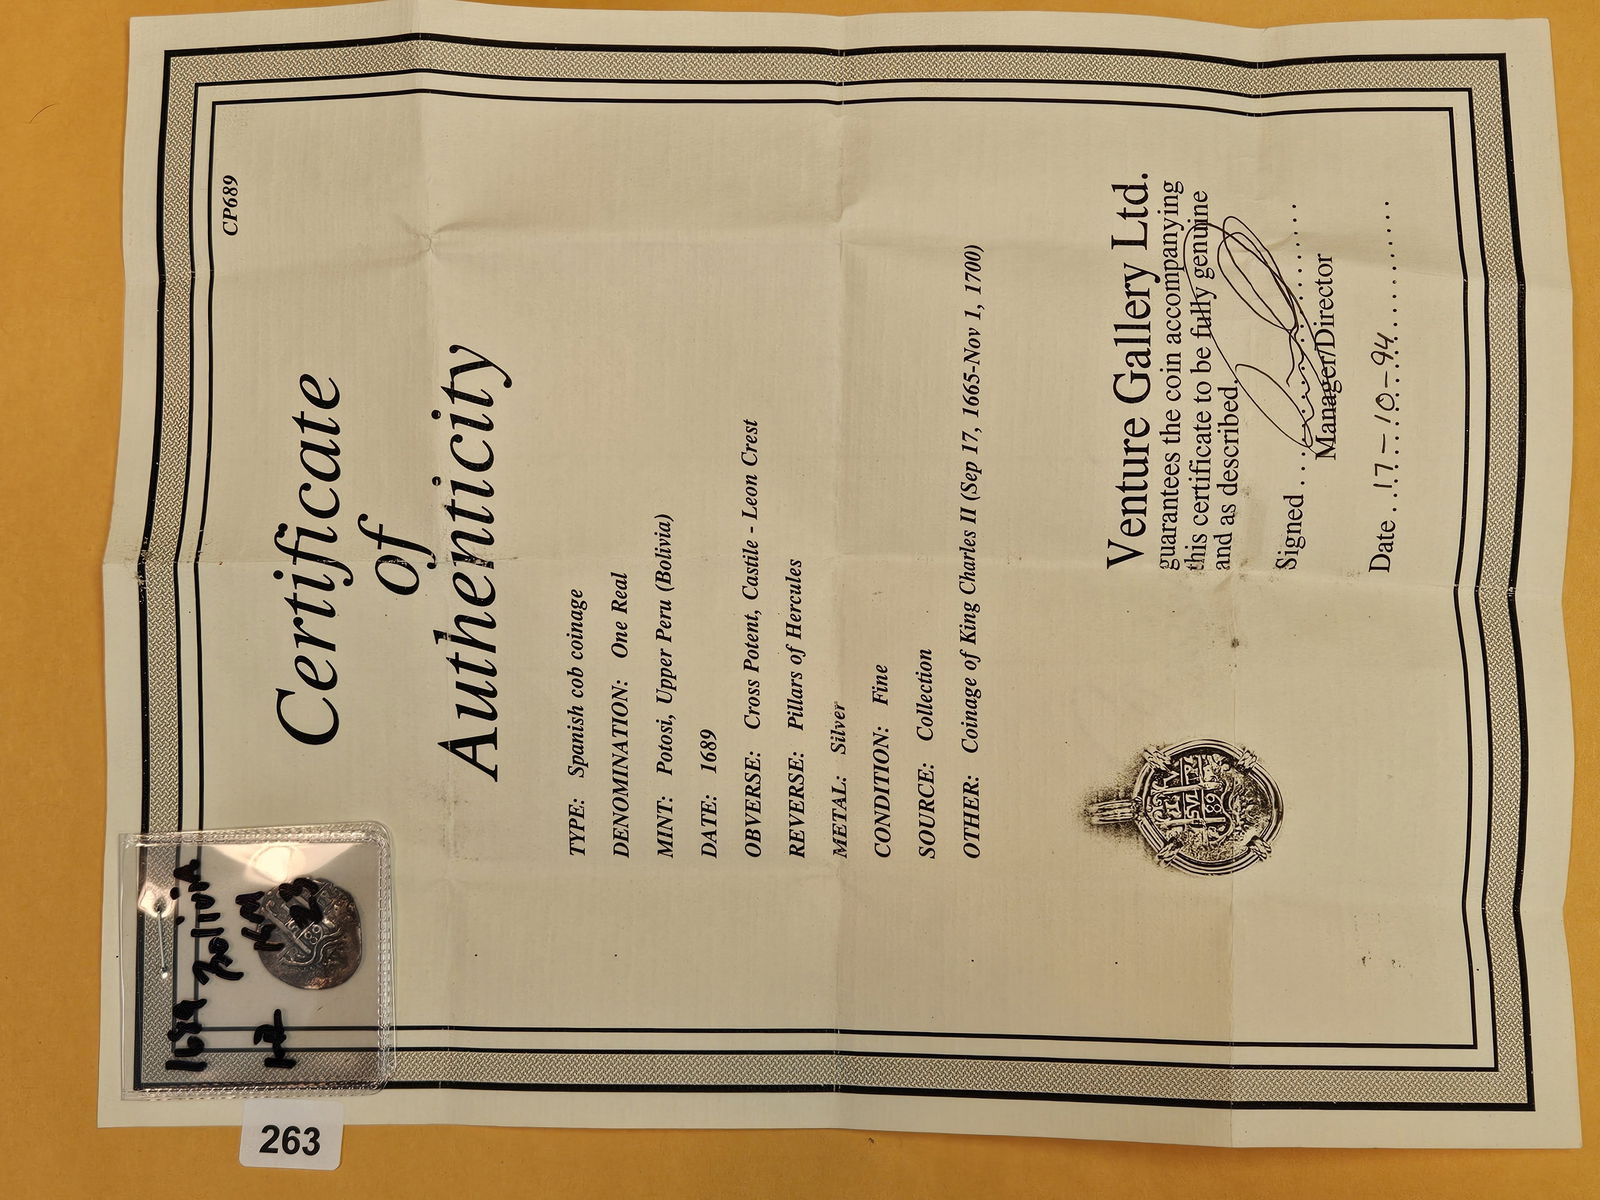 CP689
Certificate
of
Authenticity
TYPE: Spanish cob coinage
DENOMINATION: One Real
MINT: Potosi, Upper Peru (Bolivia)
DATE: 1689
OBVERSE: Cross Potent, Castile - Leon Crest
REVERSE: Pillars of Hercules
METAL: Silver
CONDITION: Fine
SOURCE: Collection
OTHER: Coinage of King Charles II (Sep 17, 1665-Nov 1, 1700)
Venture Gallery Ltd.
guarantees the coin accompanying
this certificate to be fully genuine
and as described.
Signed
Manager/Director
Date 17-10-94
1689 Bolivia
KM
23
89
263